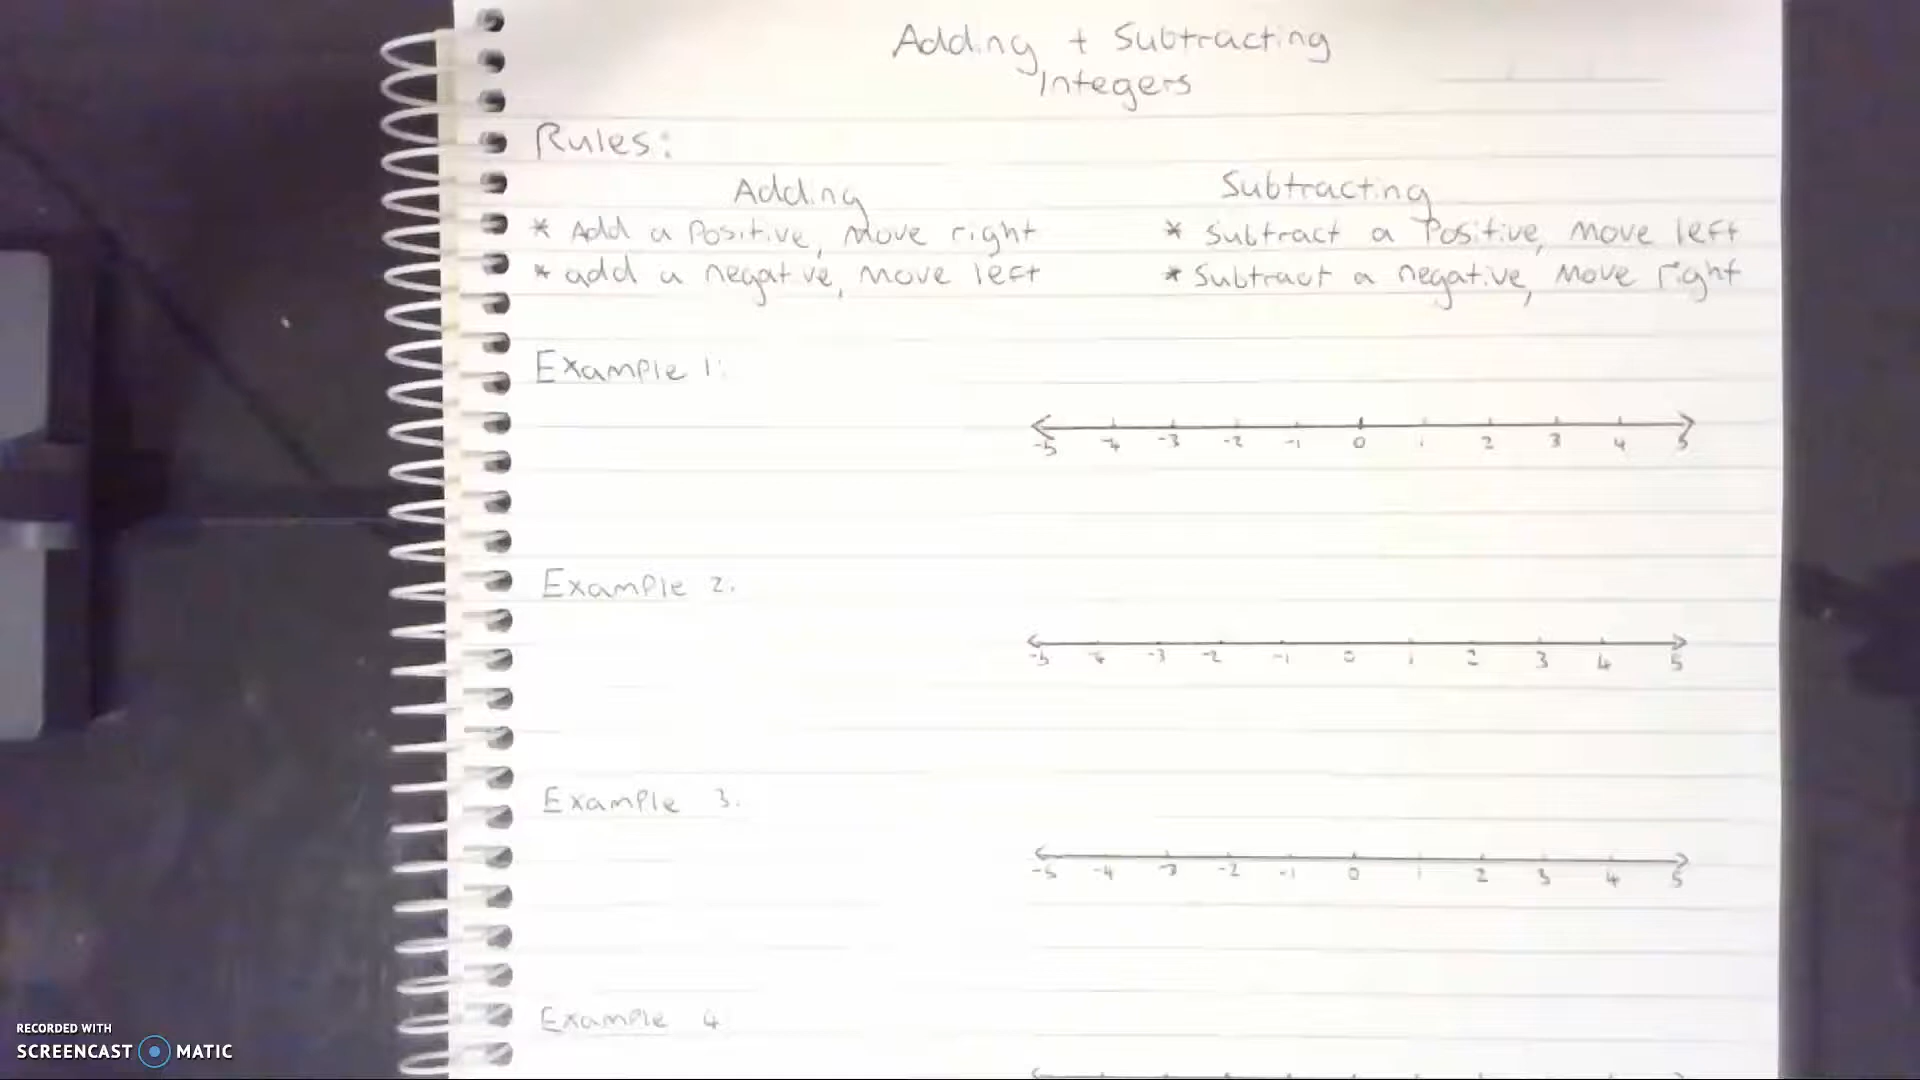 Adding + Subtracting
Integers
Rules:
Adding
* Add a Positive, move right
* add a negative, move left
Subtracting
* Subtract a Positive, move left
* Subtract a negative, move right
Example 1:
-5 -4 -3 -2 -1 0 1 2 3 4 5
Example 2.
-5 -4 -3 -2 -1 0 1 2 3 4 5
Example 3.
-5 -4 -3 -2 -1 0 1 2 3 4 5
Example 4
RECORDED WITH
SCREENCAST MATIC